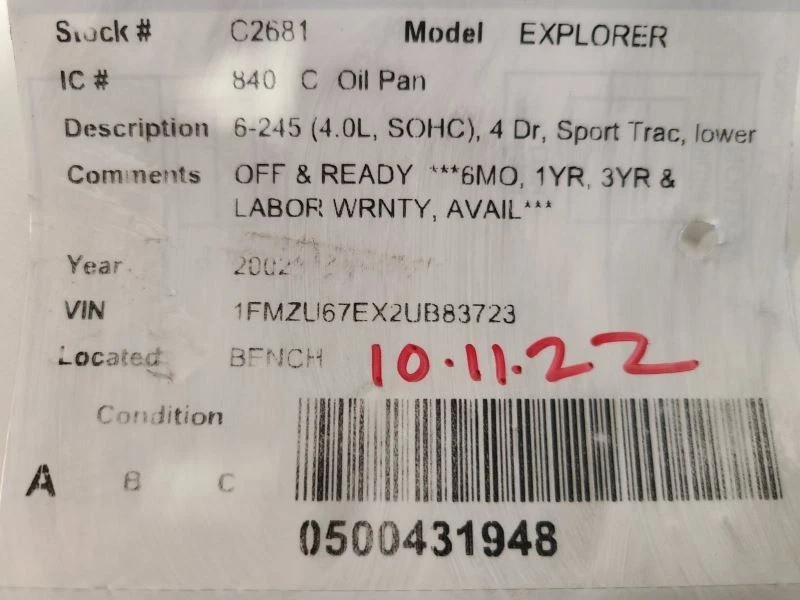 Stock # C2681 Model EXPLORER
IC # 840 C Oil Pan
Description 6-245 (4.0L, SOHC), 4 Dr, Sport Trac, lower
Comments OFF & READY ***6MO, 1YR, 3YR &
LABOR WRNTY, AVAIL***
Year 2002
VIN 1FMZU67EX2UB83723
Located BENCH 10.11.22
Condition
A B C
0500431948